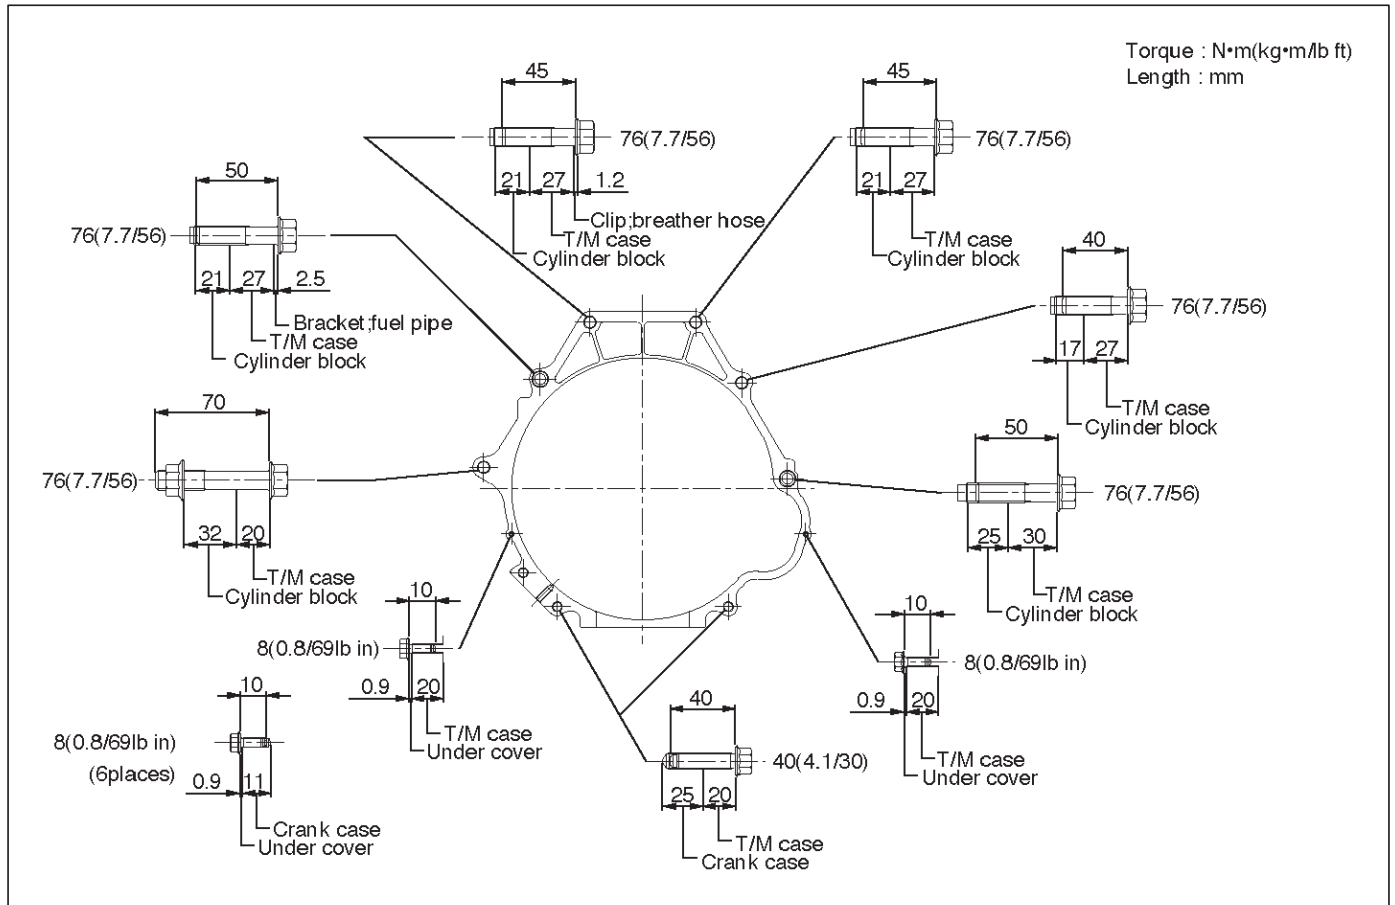 Torque : N•m(kg•m/lb ft)
Length : mm
45
76(7.7/56)
21 27 1.2
Clip;breather hose
T/M case
Cylinder block
45
76(7.7/56)
21 27
T/M case
Cylinder block
50
76(7.7/56)
21 27 2.5
Bracket;fuel pipe
T/M case
Cylinder block
40
76(7.7/56)
17 27
T/M case
Cylinder block
70
76(7.7/56)
32 20
T/M case
Cylinder block
50
76(7.7/56)
25 30
T/M case
Cylinder block
10
8(0.8/69lb in)
0.9 20
T/M case
Under cover
10
8(0.8/69lb in)
0.9 20
T/M case
Under cover
10
8(0.8/69lb in)
(6places)
0.9 11
Crank case
Under cover
40
40(4.1/30)
25 20
T/M case
Crank case